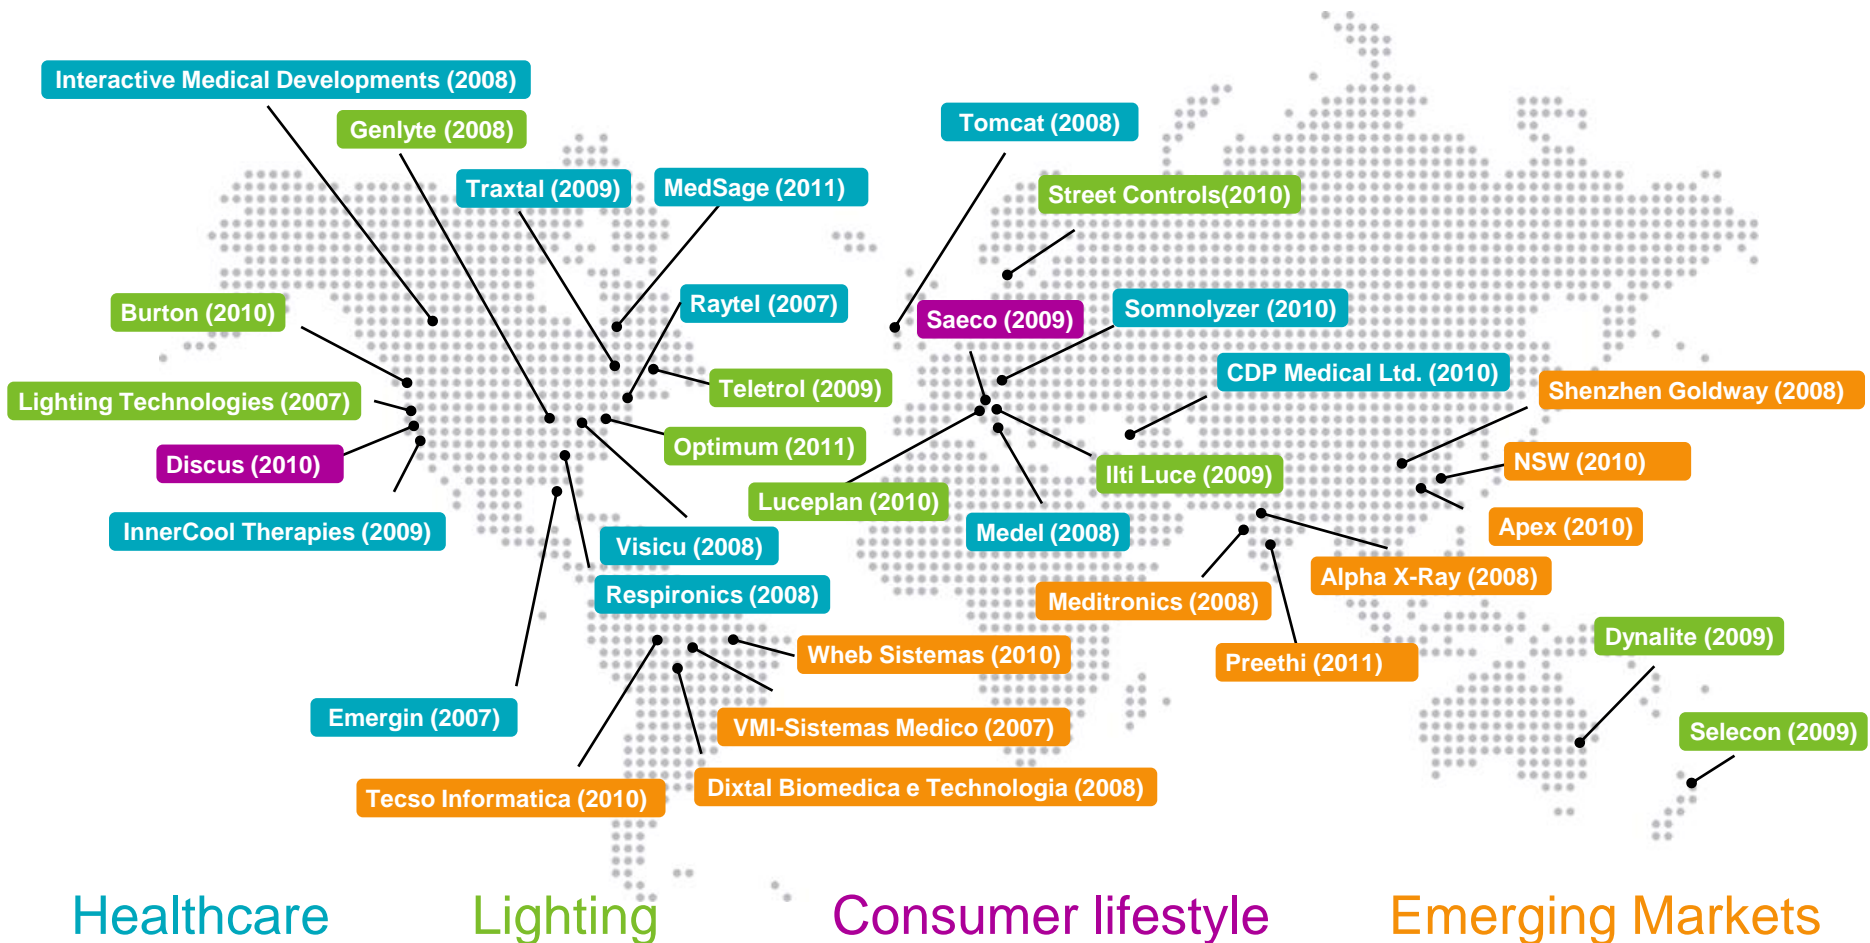 Interactive Medical Developments (2008)
Genlyte (2008)
Tomcat (2008)
Traxtal (2009)
MedSage (2011)
Street Controls(2010)
Burton (2010)
Raytel (2007)
Saeco (2009)
Somnolyzer (2010)
Lighting Technologies (2007)
Teletrol (2009)
CDP Medical Ltd. (2010)
Shenzhen Goldway (2008)
Discus (2010)
Optimum (2011)
Luceplan (2010)
Ilti Luce (2009)
NSW (2010)
InnerCool Therapies (2009)
Visicu (2008)
Medel (2008)
Apex (2010)
Respironics (2008)
Meditronics (2008)
Alpha X-Ray (2008)
Wheb Sistemas (2010)
Preethi (2011)
Dynalite (2009)
Emergin (2007)
VMI-Sistemas Medico (2007)
Selecon (2009)
Tecso Informatica (2010)
Dixtal Biomedica e Technologia (2008)
Healthcare
Lighting
Consumer lifestyle
Emerging Markets